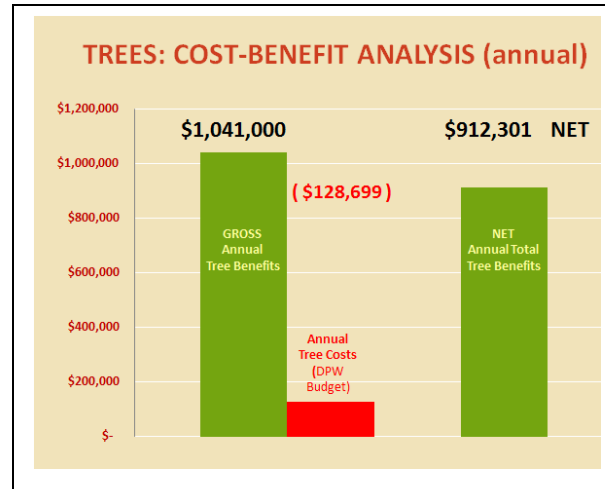 TREES: COST-BENEFIT ANALYSIS (annual)
$1,200,000
$1,000,000
$800,000
$600,000
$400,000
$200,000
$-
$1,041,000
( $128,699 )
$912,301 NET
GROSS
Annual
Tree Benefits
Annual
Tree Costs
(DPW
Budget)
NET
Annual Total
Tree Benefits